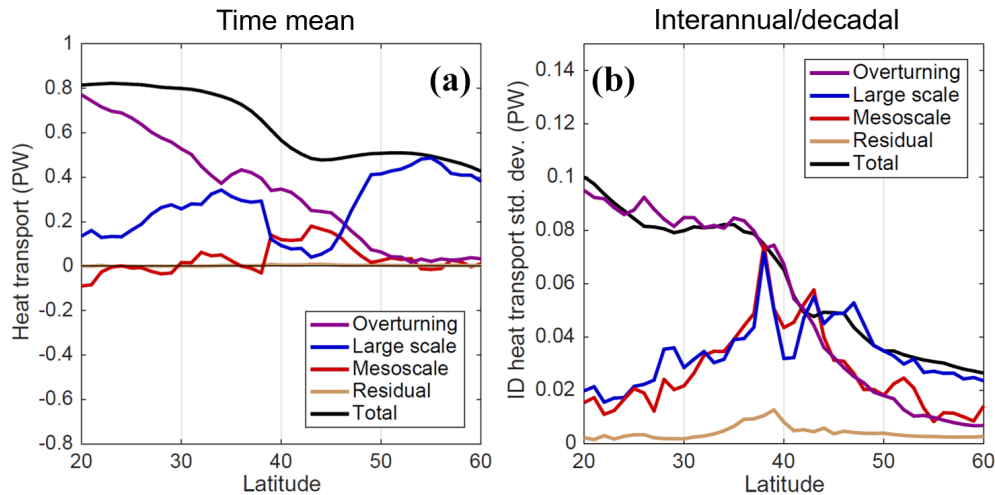 Time mean
Interannual/decadal
(a)
Heat transport (PW)
1
0.8
0.6
0.4
0.2
0
-0.2
-0.4
-0.6
-0.8
20
30
40
50
60
Latitude
Overturning
Large scale
Mesoscale
Residual
Total
(b)
ID heat transport std. dev. (PW)
0.14
0.12
0.1
0.08
0.06
0.04
0.02
0
20
30
40
50
60
Latitude
Overturning
Large scale
Mesoscale
Residual
Total